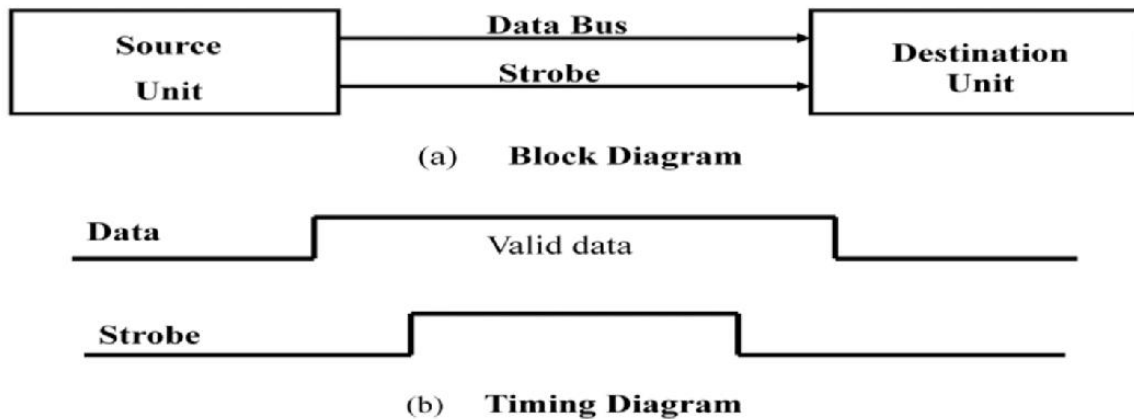 Source
Unit
Data Bus
Strobe
Destination
Unit
(a) Block Diagram
Data
Valid data
Strobe
(b) Timing Diagram